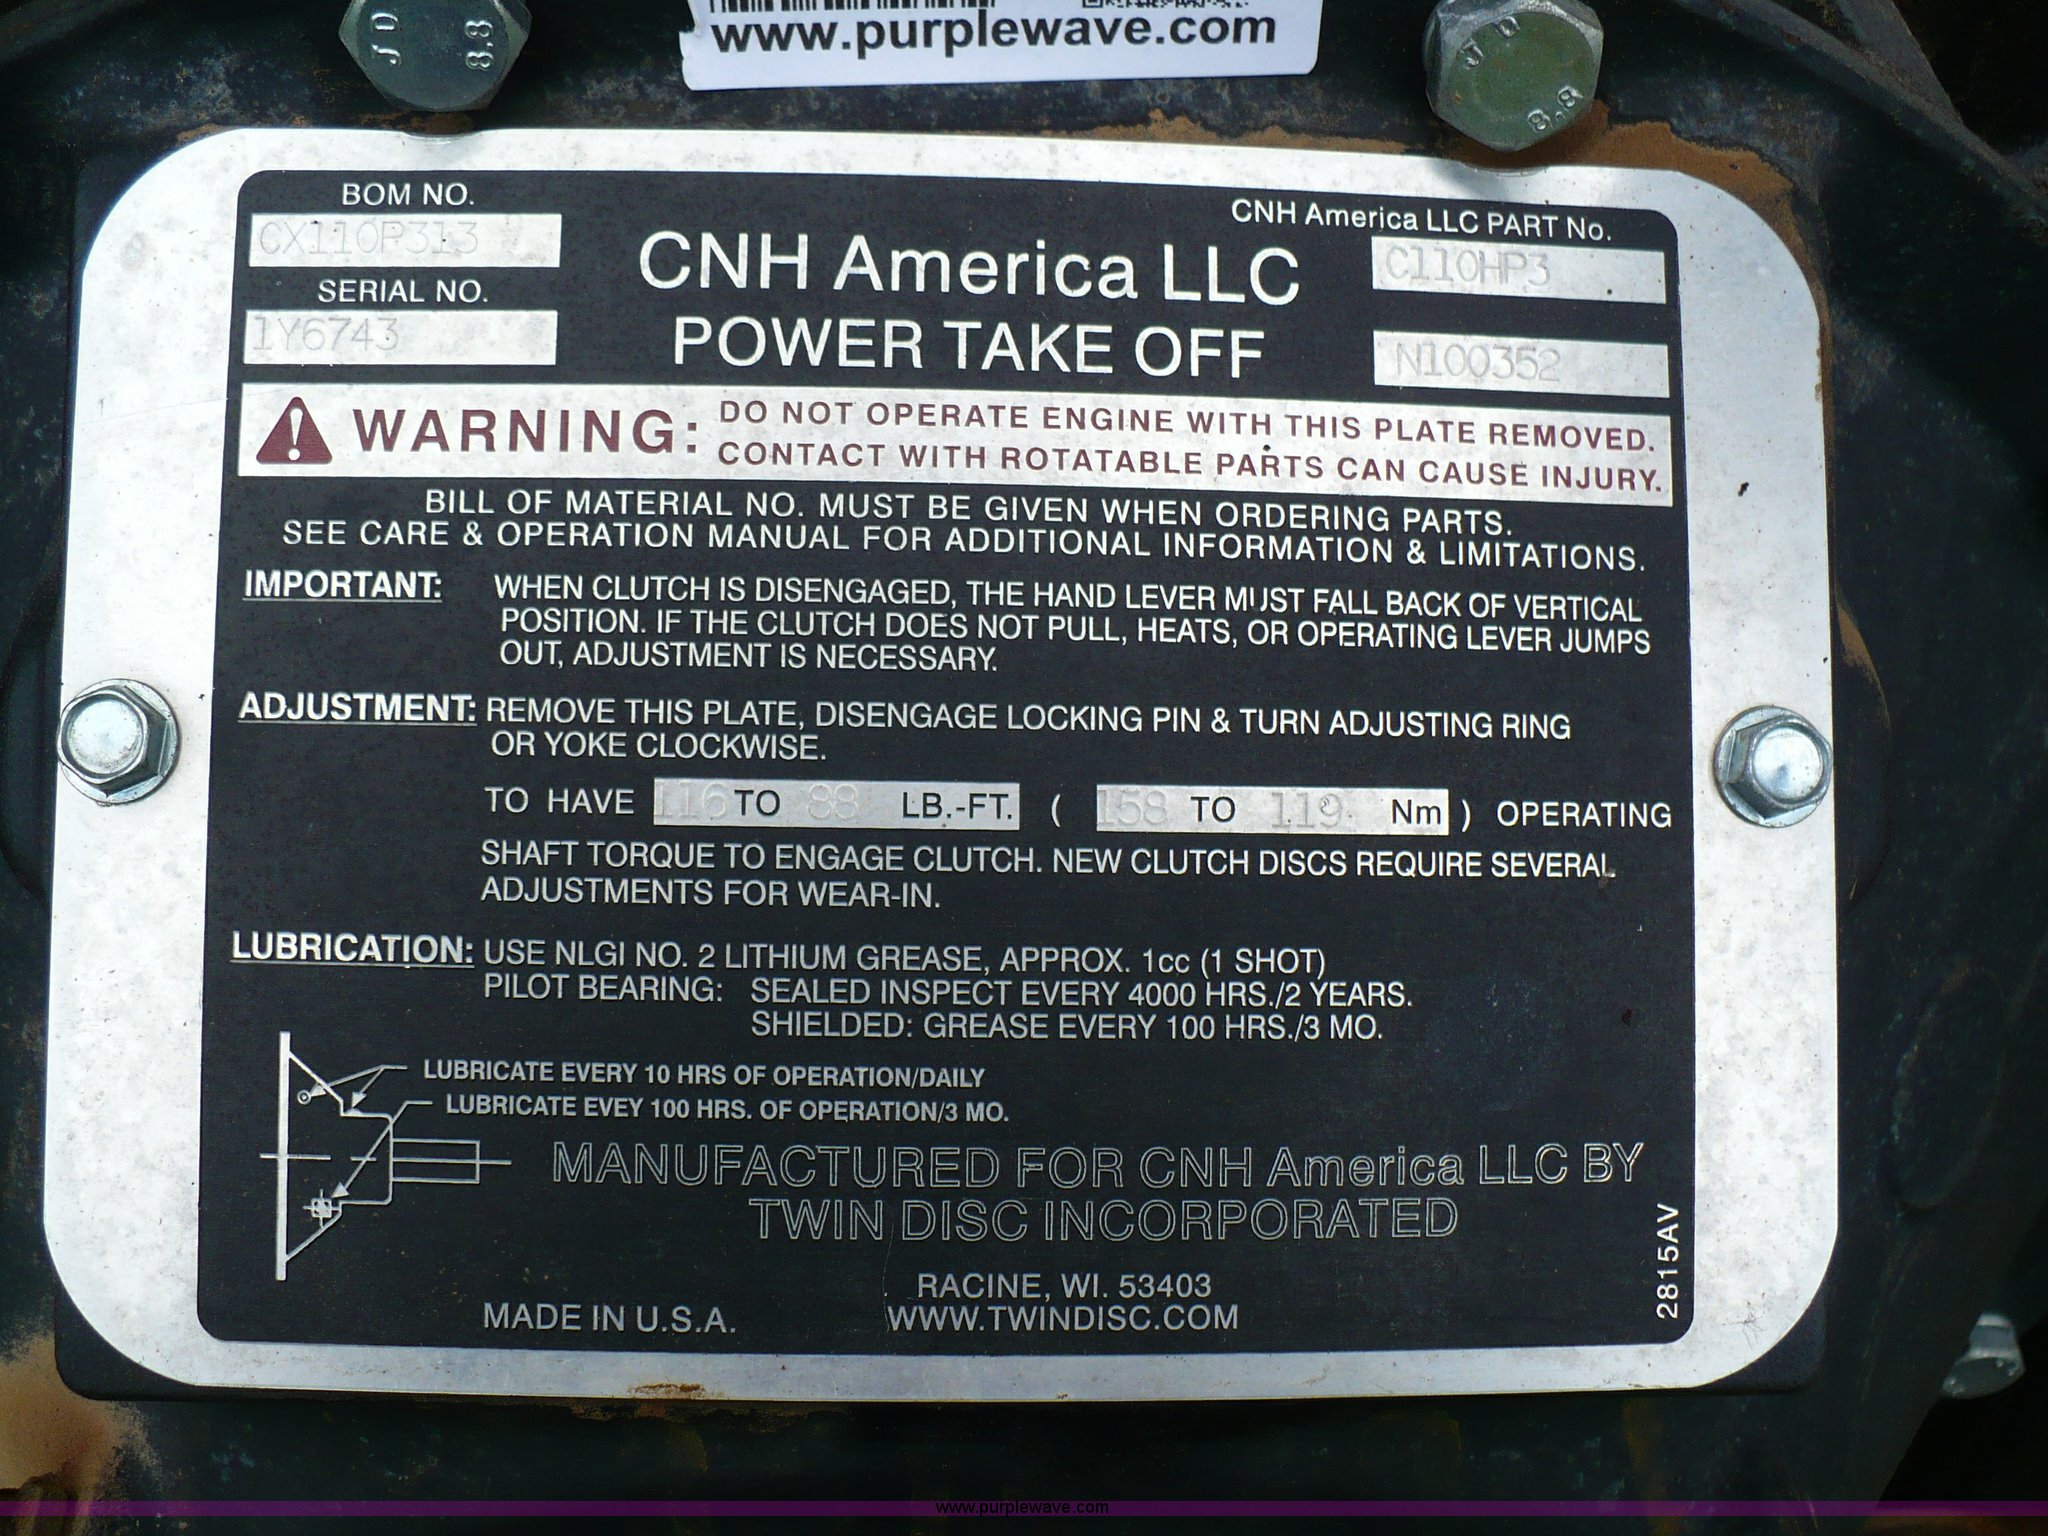 www.purplewave.com
JD
8.8
JD
8.8
BOM NO.
CX110P313
SERIAL NO.
1Y6743
CNH America LLC
POWER TAKE OFF
CNH America LLC PART No.
C110HP3
N100352
WARNING: DO NOT OPERATE ENGINE WITH THIS PLATE REMOVED.
CONTACT WITH ROTATABLE PARTS CAN CAUSE INJURY.
BILL OF MATERIAL NO. MUST BE GIVEN WHEN ORDERING PARTS.
SEE CARE & OPERATION MANUAL FOR ADDITIONAL INFORMATION & LIMITATIONS.
IMPORTANT: WHEN CLUTCH IS DISENGAGED, THE HAND LEVER MUST FALL BACK OF VERTICAL
POSITION. IF THE CLUTCH DOES NOT PULL, HEATS, OR OPERATING LEVER JUMPS
OUT, ADJUSTMENT IS NECESSARY.
ADJUSTMENT: REMOVE THIS PLATE, DISENGAGE LOCKING PIN & TURN ADJUSTING RING
OR YOKE CLOCKWISE.
TO HAVE 116 TO 88 LB.-FT. ( 158 TO 119 Nm ) OPERATING
SHAFT TORQUE TO ENGAGE CLUTCH. NEW CLUTCH DISCS REQUIRE SEVERAL
ADJUSTMENTS FOR WEAR-IN.
LUBRICATION: USE NLGI NO. 2 LITHIUM GREASE, APPROX. 1cc (1 SHOT)
PILOT BEARING: SEALED INSPECT EVERY 4000 HRS./2 YEARS.
SHIELDED: GREASE EVERY 100 HRS./3 MO.
LUBRICATE EVERY 10 HRS OF OPERATION/DAILY
LUBRICATE EVEY 100 HRS. OF OPERATION/3 MO.
MANUFACTURED FOR CNH America LLC BY
TWIN DISC INCORPORATED
RACINE, WI. 53403
MADE IN U.S.A. WWW.TWINDISC.COM
2815AV
www.purplewave.com